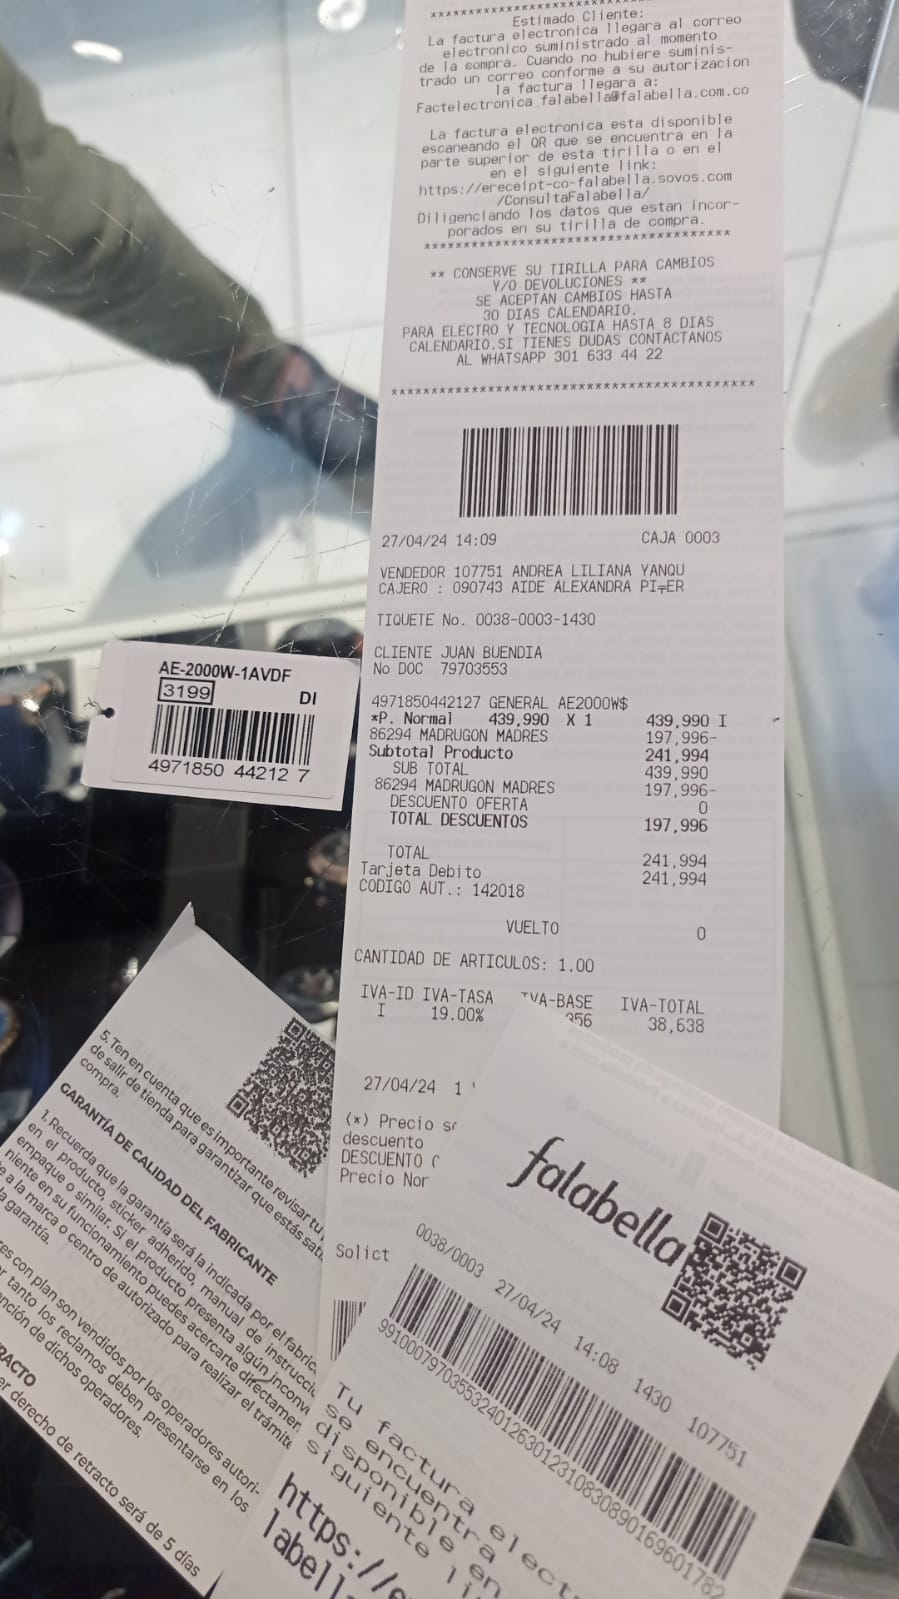 ****************************************
Estimado Cliente:
La factura electronica llegara al correo
electronico suministrado al momento
de la compra. Cuando no hubiere suminis-
trado un correo conforme a su autorizacion
la factura llegara a:
Factelectronica falabella@falabella.com.co
La factura electronica esta disponible
escaneando el QR que se encuentra en la
parte superior de esta tirilla o en el
en el siguiente link:
https://ereceipt-co-falabella.sovos.com
/ConsultaFalabella/
Diligenciando los datos que estan incor-
porados en su tirilla de compra.
****************************************
** CONSERVE SU TIRILLA PARA CAMBIOS
Y/O DEVOLUCIONES **
SE ACEPTAN CAMBIOS HASTA
30 DIAS CALENDARIO.
PARA ELECTRO Y TECNOLOGIA HASTA 8 DIAS
CALENDARIO.SI TIENES DUDAS CONTACTANOS
AL WHATSAPP 301 633 44 22
****************************************
27/04/24 14:09 CAJA 0003
VENDEDOR 107751 ANDREA LILIANA YANQU
CAJERO : 090743 AIDE ALEXANDRA PI╤ER
TIQUETE No. 0038-0003-1430
CLIENTE JUAN BUENDIA
No DOC 79703553
4971850442127 GENERAL AE2000W$
*P. Normal 439,990 X 1 439,990 I
86294 MADRUGON MADRES 197,996-
Subtotal Producto 241,994
SUB TOTAL 439,990
86294 MADRUGON MADRES 197,996-
DESCUENTO OFERTA 0
TOTAL DESCUENTOS 197,996
TOTAL 241,994
Tarjeta Debito 241,994
CODIGO AUT.: 142018
VUELTO 0
CANTIDAD DE ARTICULOS: 1.00
IVA-ID IVA-TASA IVA-BASE IVA-TOTAL
I 19.00% 356 38,638
27/04/24 1
(*) Precio
descuento
DESCUENTO
Precio Nor
Solict
AE-2000W-1AVDF
3199 DI
4971850 44212 7
5. Ten en cuenta que es importante revisar tu
de salir de tienda para garantizar que estás
compra.
GARANTÍA DE CALIDAD DEL FABRICANTE
1. Recuerda que la garantía será la indicada por el
en el producto, sticker adherido, manual de
empaque o similar. Si el producto presenta algún
niente en su funcionamiento puedes acercarte
a la marca o centro de autorizado para realizar el
garantía.
con plan son vendidos por los operadores autori-
tanto los reclamos deben presentarse en los
de dichos operadores.
RACTO
derecho de retracto será de 5 días
falabella
0038/0003 27/04/24 14:08 1430 107751
Tu factura
se encuentra
disponible en
siguiente
https:/